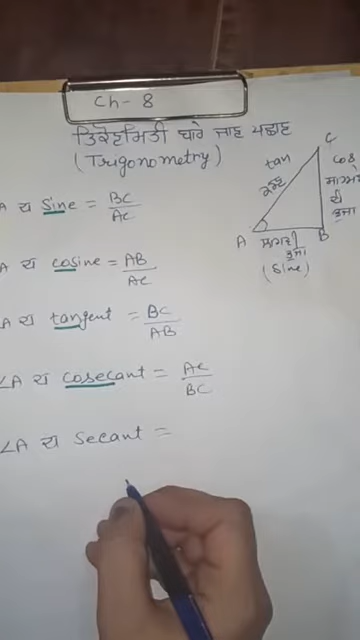 Ch - 8
ਤਿਕੋਣਮਿਤੀ ਬਾਰੇ ਜਾਣ ਪਛਾਣ
(Trigonometry)
A ਦਾ Sine = BC/AC
A ਦਾ cosine = AB/AC
∠A ਦਾ tangent = BC/AB
∠A ਦਾ cosecant = AC/BC
∠A ਦਾ Secant =
C
tan
ਕਰਣ
cos
ਸਾਹਮਣੇ
ਦੀ
ਭੁਜਾ
A
B
ਭੁਜਾ
(Sine)